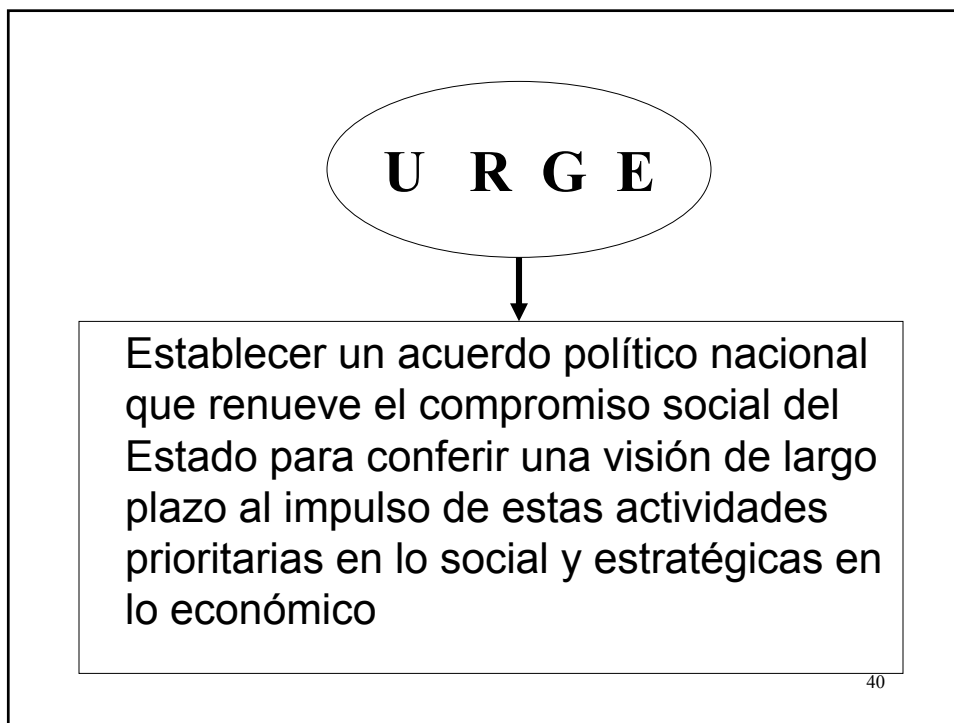 U R G E
Establecer un acuerdo político nacional
que renueve el compromiso social del
Estado para conferir una visión de largo
plazo al impulso de estas actividades
prioritarias en lo social y estratégicas en
lo económico
40